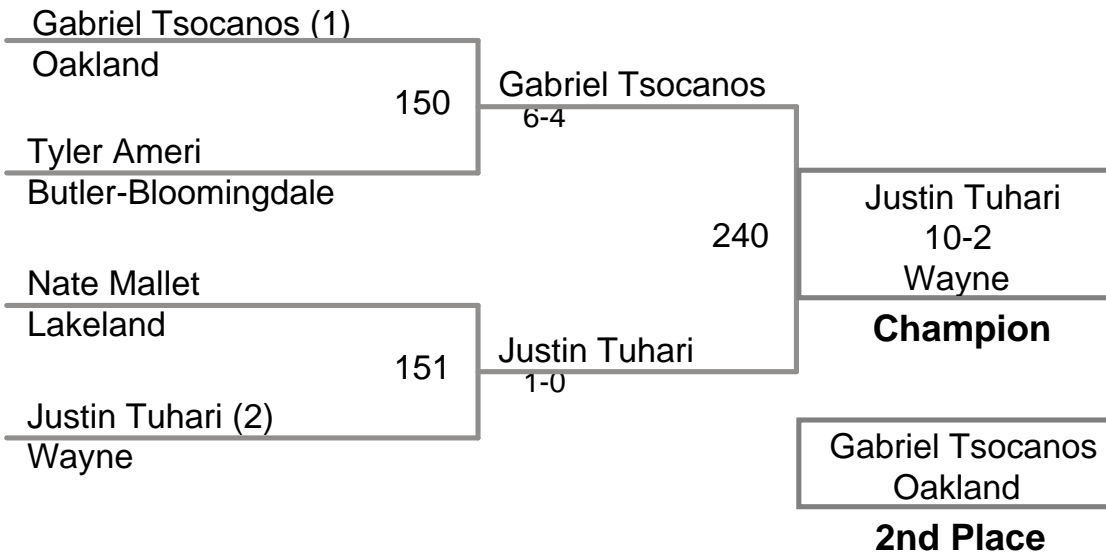 Gabriel Tsocanos (1)
Oakland
150
Gabriel Tsocanos
6-4
Tyler Ameri
Butler-Bloomingdale
240
Justin Tuhari
10-2
Wayne
Champion
Nate Mallet
Lakeland
151
Justin Tuhari
1-0
Justin Tuhari (2)
Wayne
Gabriel Tsocanos
Oakland
2nd Place